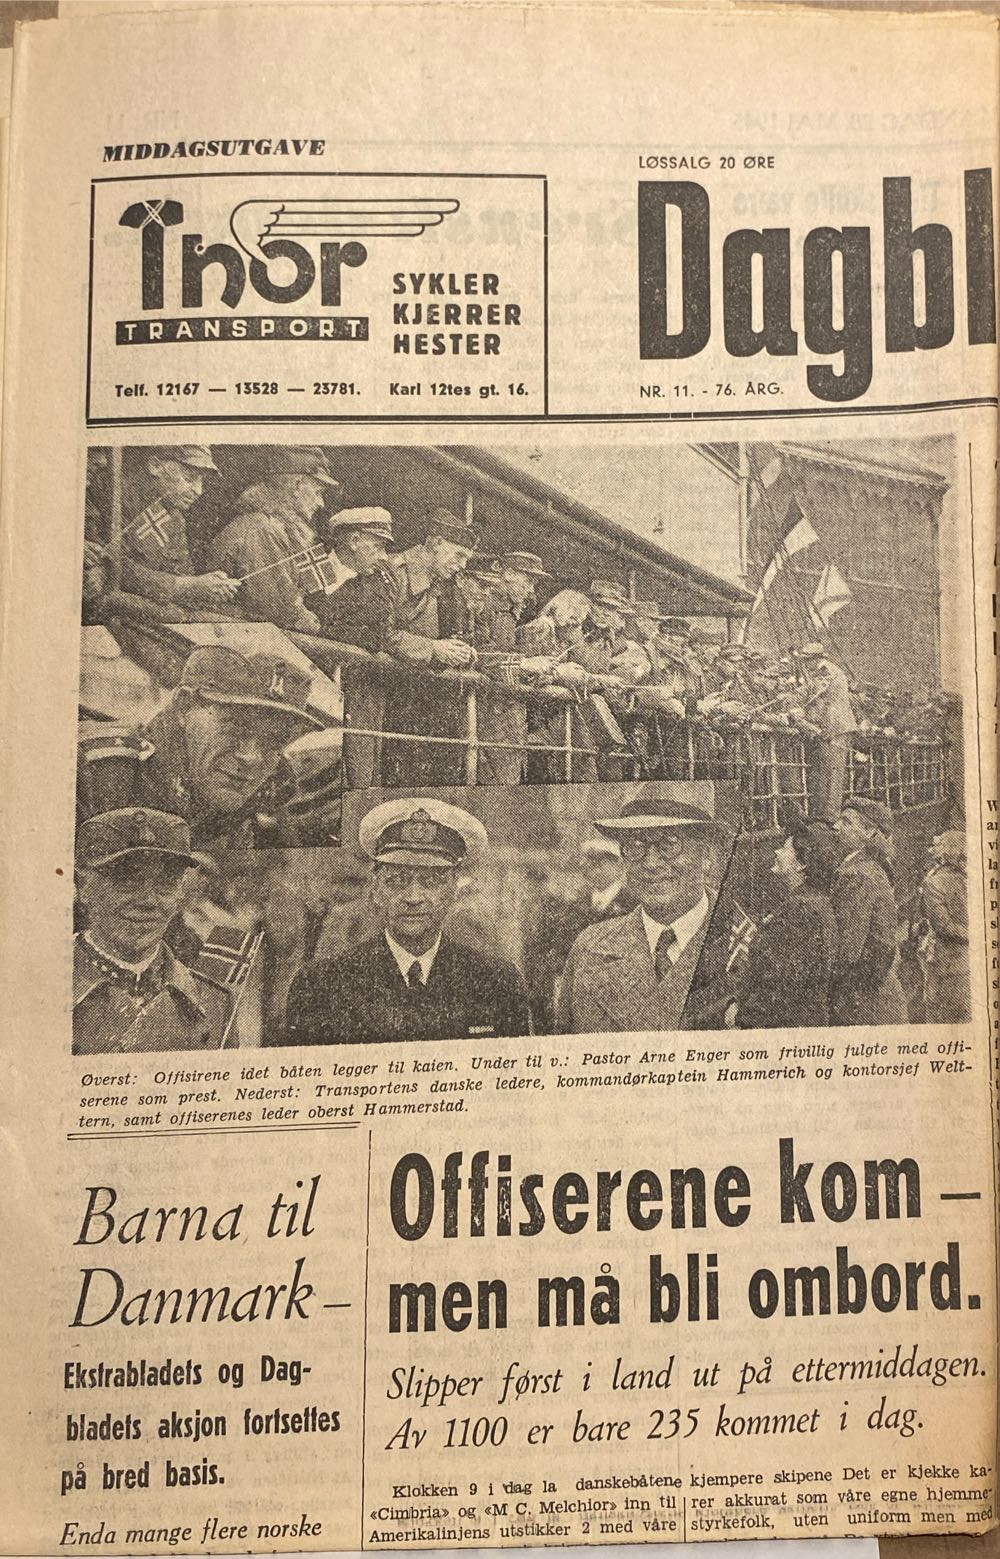 MIDDAGSUTGAVE
Thor
TRANSPORT
SYKLER
KJERRER
HESTER
Telf. 12167 — 13528 — 23781. Karl 12tes gt. 16.
LØSSALG 20 ØRE
Dagbl
NR. 11. - 76. ÅRG.
Øverst: Offisirene idet båten legger til kaien. Under til v.: Pastor Arne Enger som frivillig fulgte med offi-
serene som prest. Nederst: Transportens danske ledere, kommandørkaptein Hammerich og kontorsjef Welt-
tern, samt offiserenes leder oberst Hammerstad.
Barna til
Danmark –
Ekstrabladets og Dag-
bladets aksjon fortsettes
på bred basis.
Enda mange flere norske
Offiserene kom –
men må bli ombord.
Slipper først i land ut på ettermiddagen.
Av 1100 er bare 235 kommet i dag.
Klokken 9 i dag la danskebåtene
«Cimbria» og «M C. Melchior» inn til
Amerikalinjens utstikker 2 med våre
kjempere skipene Det er kjekke ka-
rer akkurat som våre egne hjemme-
styrkefolk, uten uniform men med